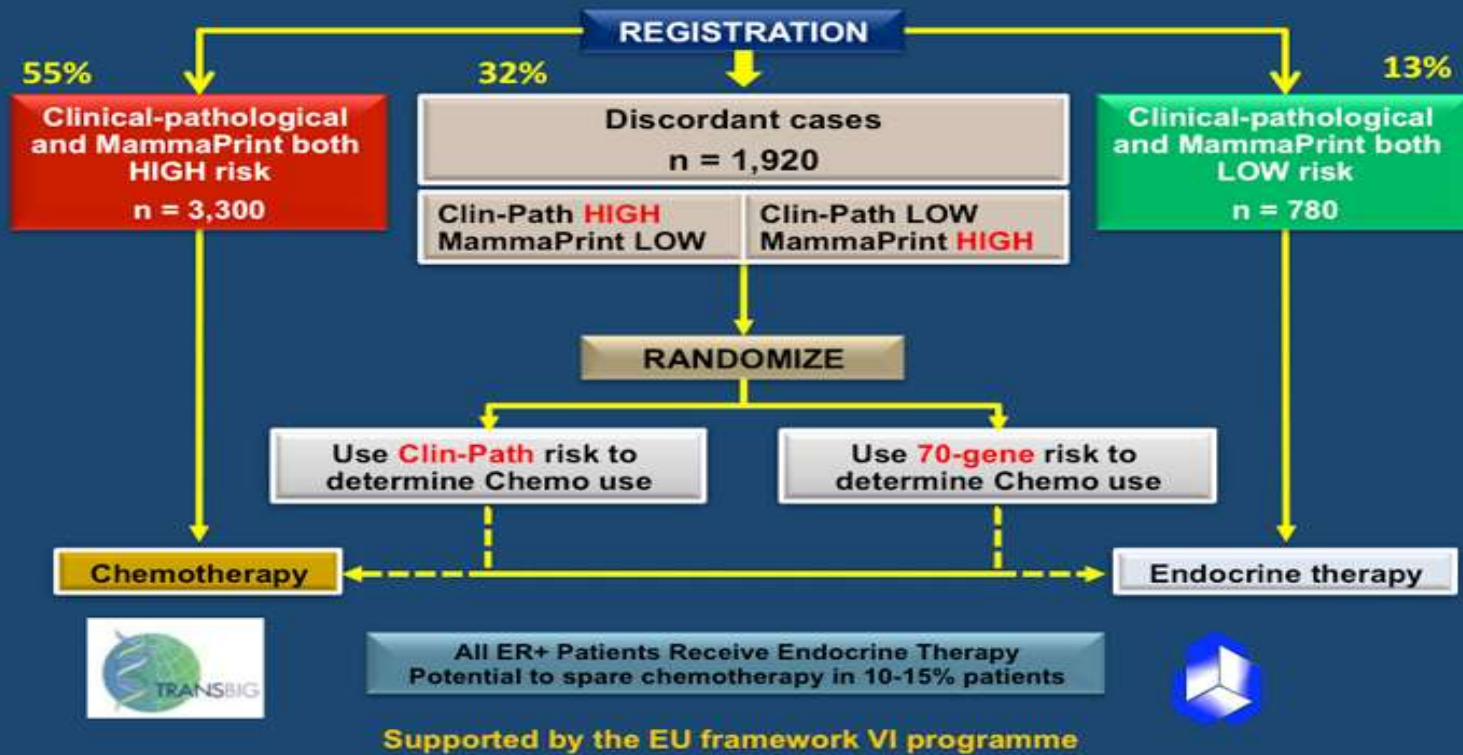 REGISTRATION
55%
32%
13%
Clinical-pathological
and MammaPrint both
HIGH risk
n = 3,300
Discordant cases
n = 1,920
Clin-Path HIGH
MammaPrint LOW
Clin-Path LOW
MammaPrint HIGH
Clinical-pathological
and MammaPrint both
LOW risk
n = 780
RANDOMIZE
Use Clin-Path risk to
determine Chemo use
Use 70-gene risk to
determine Chemo use
Chemotherapy
Endocrine therapy
TRANSBIG
All ER+ Patients Receive Endocrine Therapy
Potential to spare chemotherapy in 10-15% patients
Supported by the EU framework VI programme